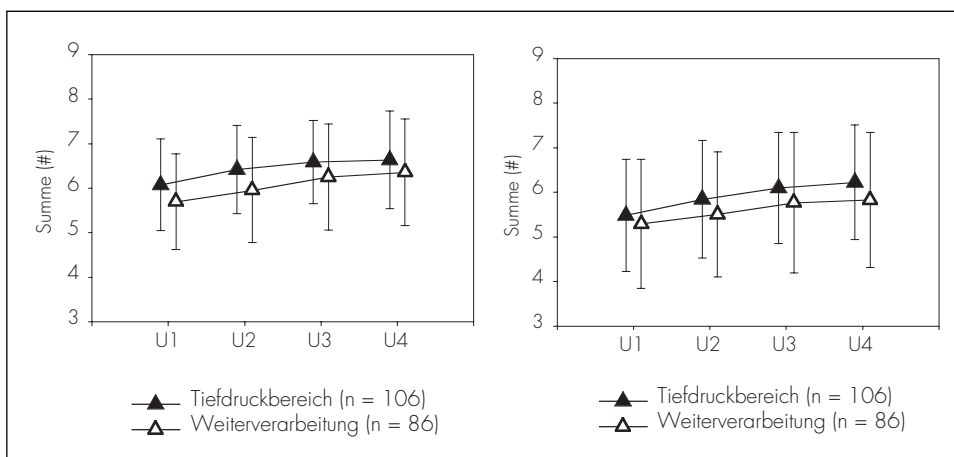 9
8
7
6
5
4
3
Summe (#)
U1 U2 U3 U4
Tiefdruckbereich (n = 106)
Weiterverarbeitung (n = 86)
9
8
7
6
5
4
3
Summe (#)
U1 U2 U3 U4
Tiefdruckbereich (n = 106)
Weiterverarbeitung (n = 86)